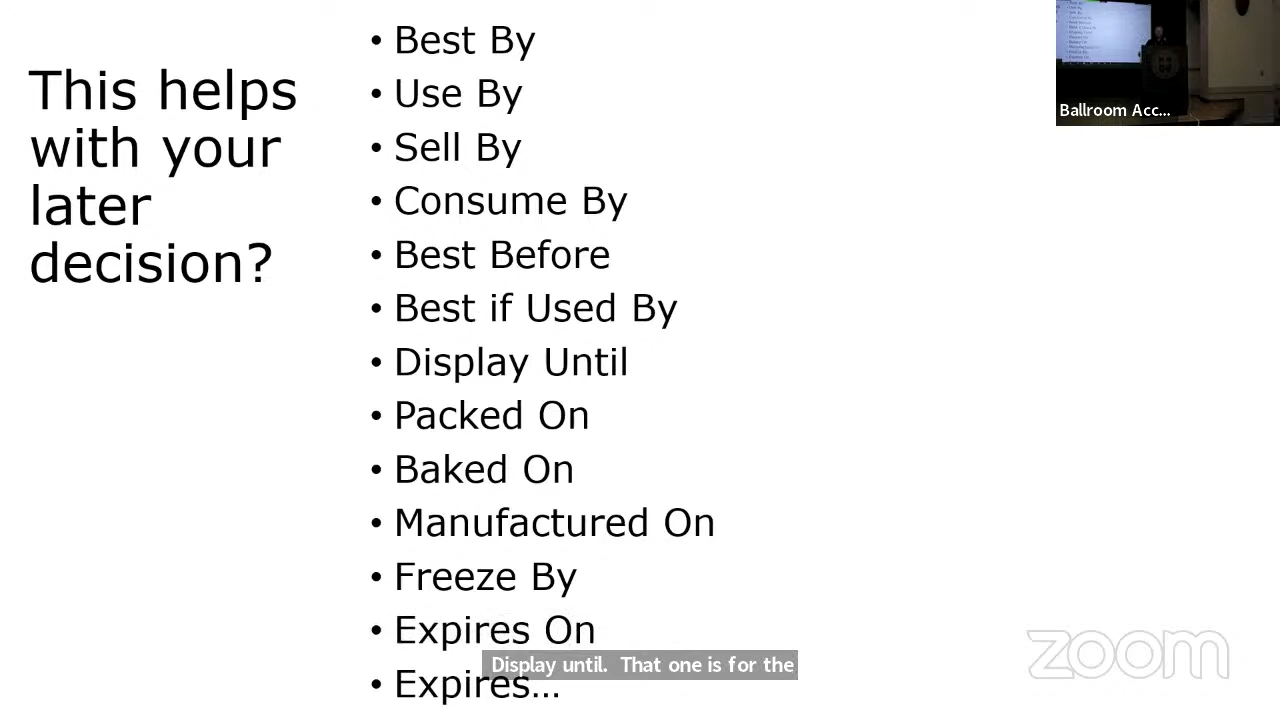 This helps
with your
later
decision?
• Best By
• Use By
• Sell By
• Consume By
• Best Before
• Best if Used By
• Display Until
• Packed On
• Baked On
• Manufactured On
• Freeze By
• Expires On
• Expires…
Display until. That one is for the
Ballroom Acc...
zoom